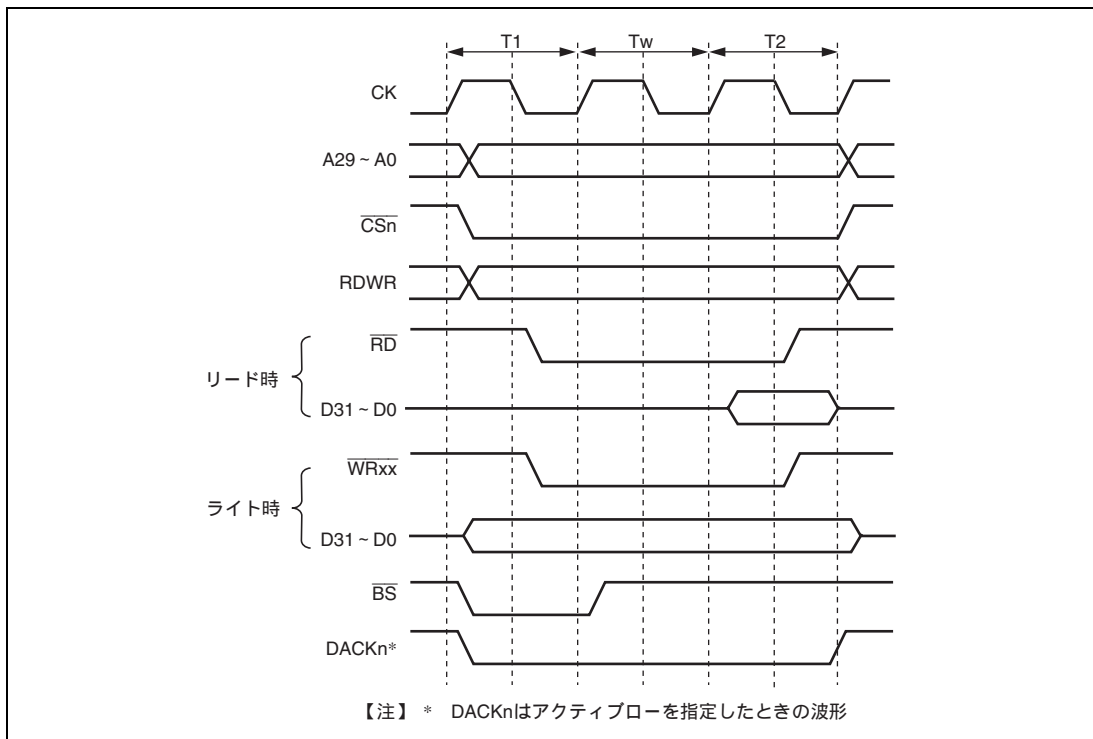 T1 Tw T2
CK
A29 ~ A0
CSn
RDWR
リード時
RD
D31 ~ D0
ライト時
WRxx
D31 ~ D0
BS
DACKn*
【注】 * DACKnはアクティブローを指定したときの波形